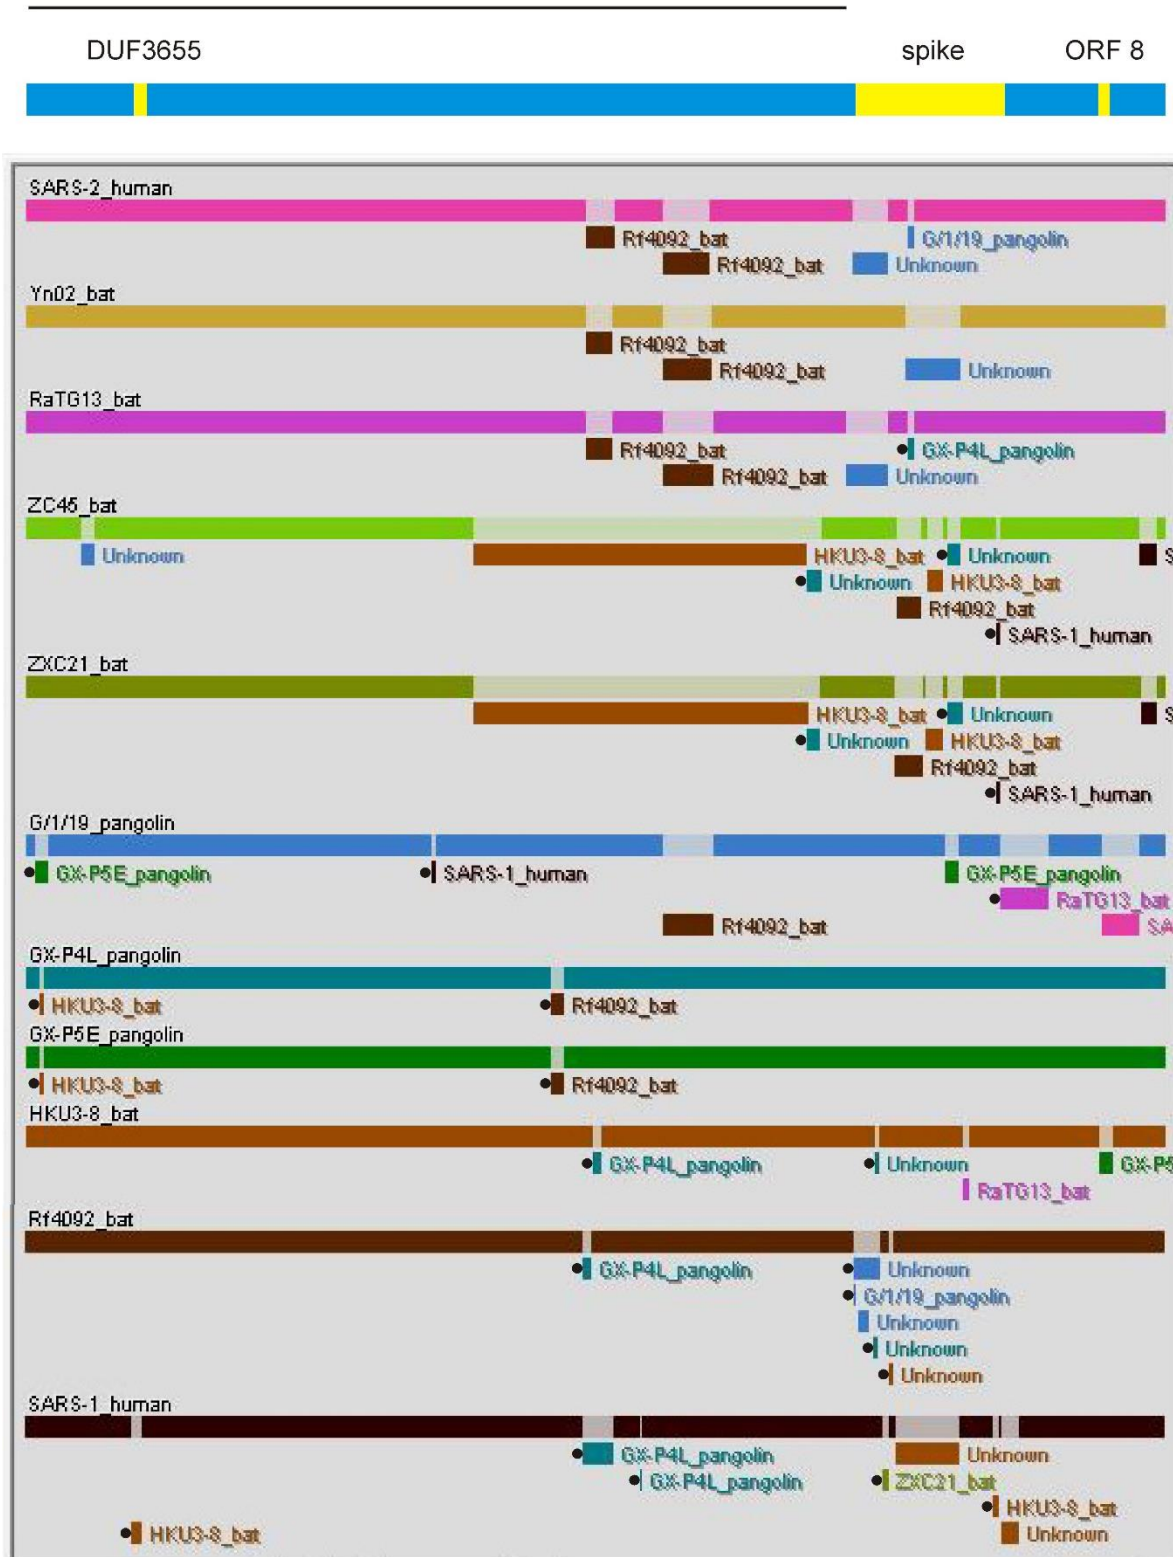 DUF3655 spike ORF 8
SARS-2_human
Rf4092_bat G/1/19_pangolin
Rf4092_bat Unknown
Yn02_bat
Rf4092_bat
Rf4092_bat Unknown
RaTG13_bat
Rf4092_bat GX-P4L_pangolin
Rf4092_bat Unknown
ZC45_bat
Unknown HKU3-8_bat Unknown S
Unknown HKU3-8_bat
Rf4092_bat
SARS-1_human
ZXC21_bat
HKU3-8_bat Unknown S
Unknown HKU3-8_bat
Rf4092_bat
SARS-1_human
G/1/19_pangolin
GX-P5E_pangolin SARS-1_human GX-P5E_pangolin
RaTG13_bat
Rf4092_bat SA
GX-P4L_pangolin
HKU3-8_bat Rf4092_bat
GX-P5E_pangolin
HKU3-8_bat Rf4092_bat
HKU3-8_bat
GX-P4L_pangolin Unknown GX-P5
RaTG13_bat
Rf4092_bat
GX-P4L_pangolin Unknown
G/1/19_pangolin
Unknown
Unknown
Unknown
SARS-1_human
GX-P4L_pangolin Unknown
GX-P4L_pangolin ZXC21_bat
HKU3-8_bat
HKU3-8_bat Unknown